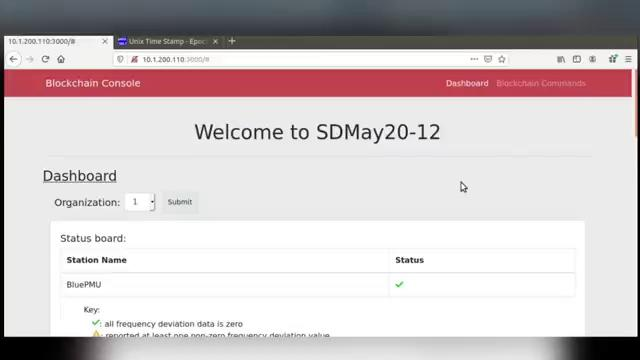 10.1.200.110:3000/#
Unix Time Stamp - Epoc
10.1.200.110:3000/#
Blockchain Console
Dashboard
Blockchain Commands
Welcome to SDMay20-12
Dashboard
Organization: 1 Submit
Status board:
Station Name Status
BluePMU
Key:
: all frequency deviation data is zero
: reported at least one non-zero frequency deviation value